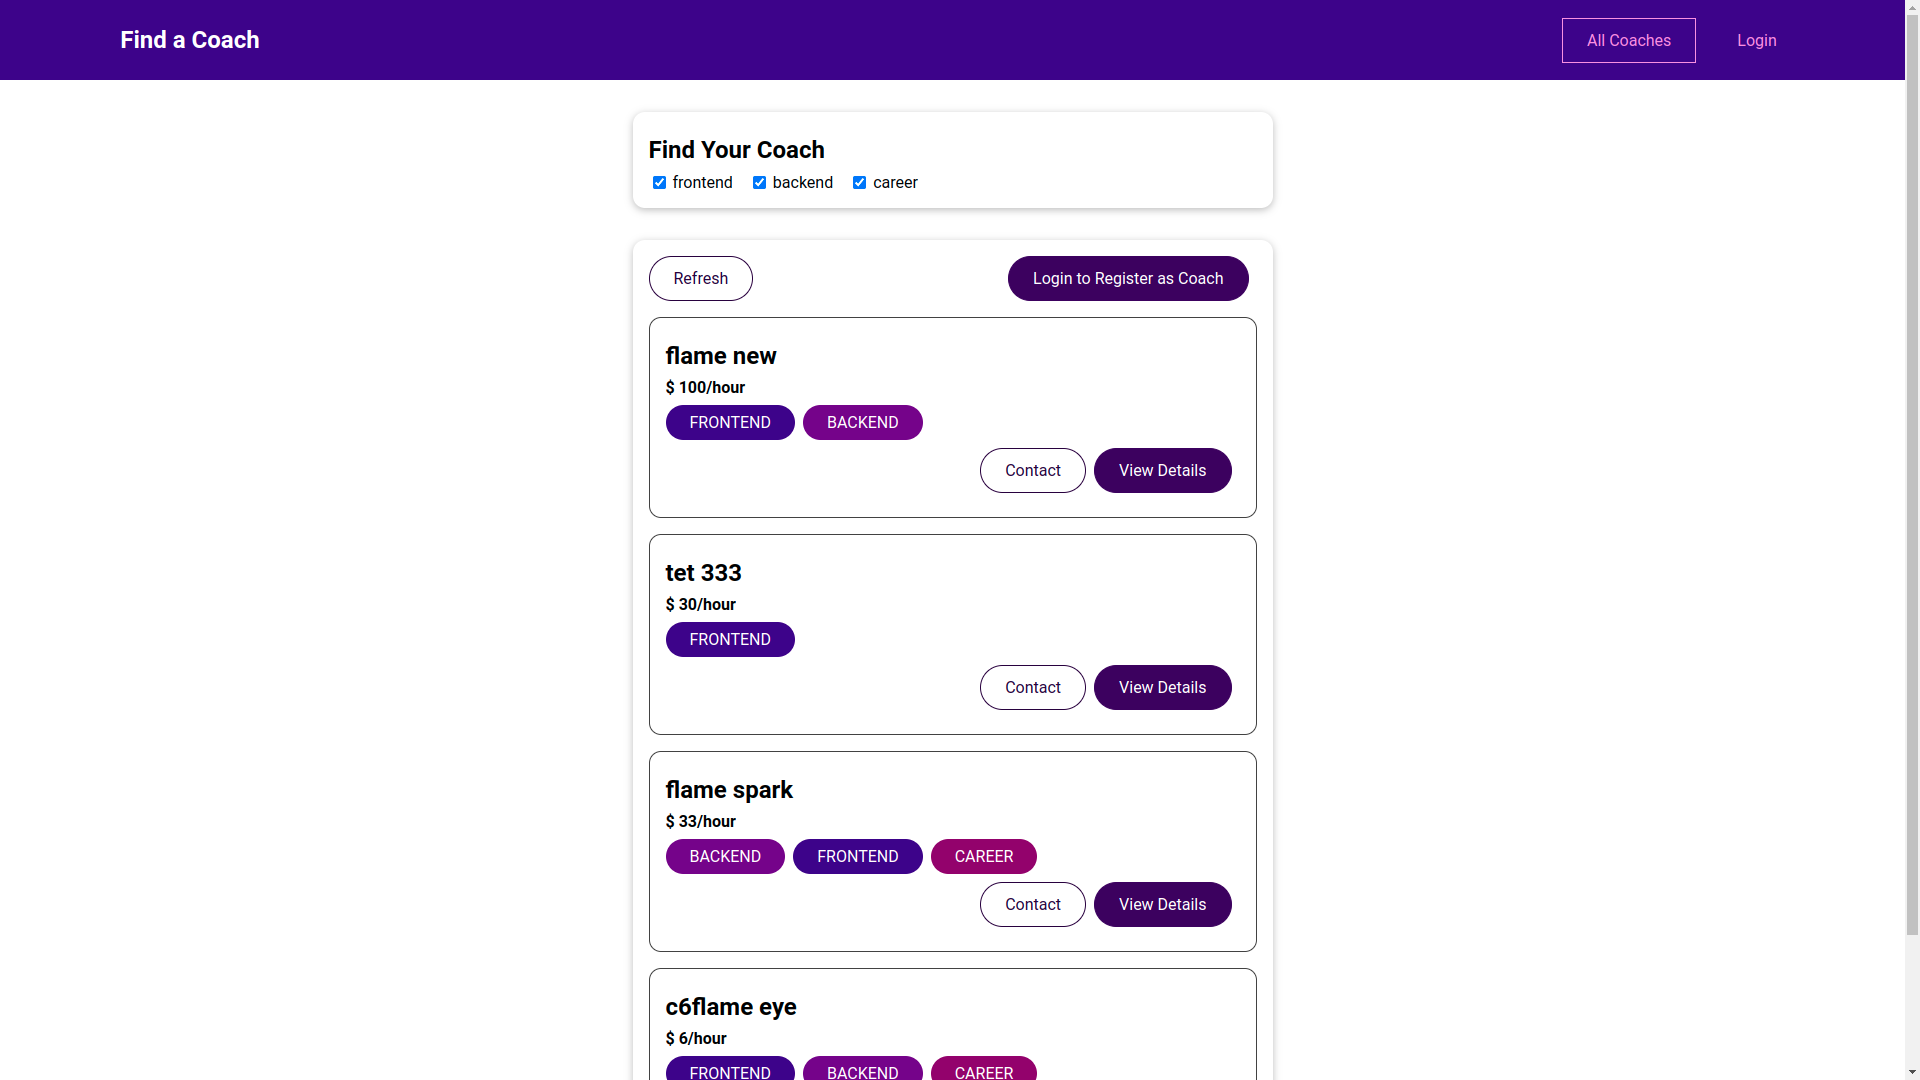 Find a Coach All Coaches Login
Find Your Coach
frontend backend career
Refresh Login to Register as Coach
flame new
$ 100/hour
FRONTEND BACKEND
Contact View Details
tet 333
$ 30/hour
FRONTEND
Contact View Details
flame spark
$ 33/hour
BACKEND FRONTEND CAREER
Contact View Details
c6flame eye
$ 6/hour
FRONTEND BACKEND CAREER